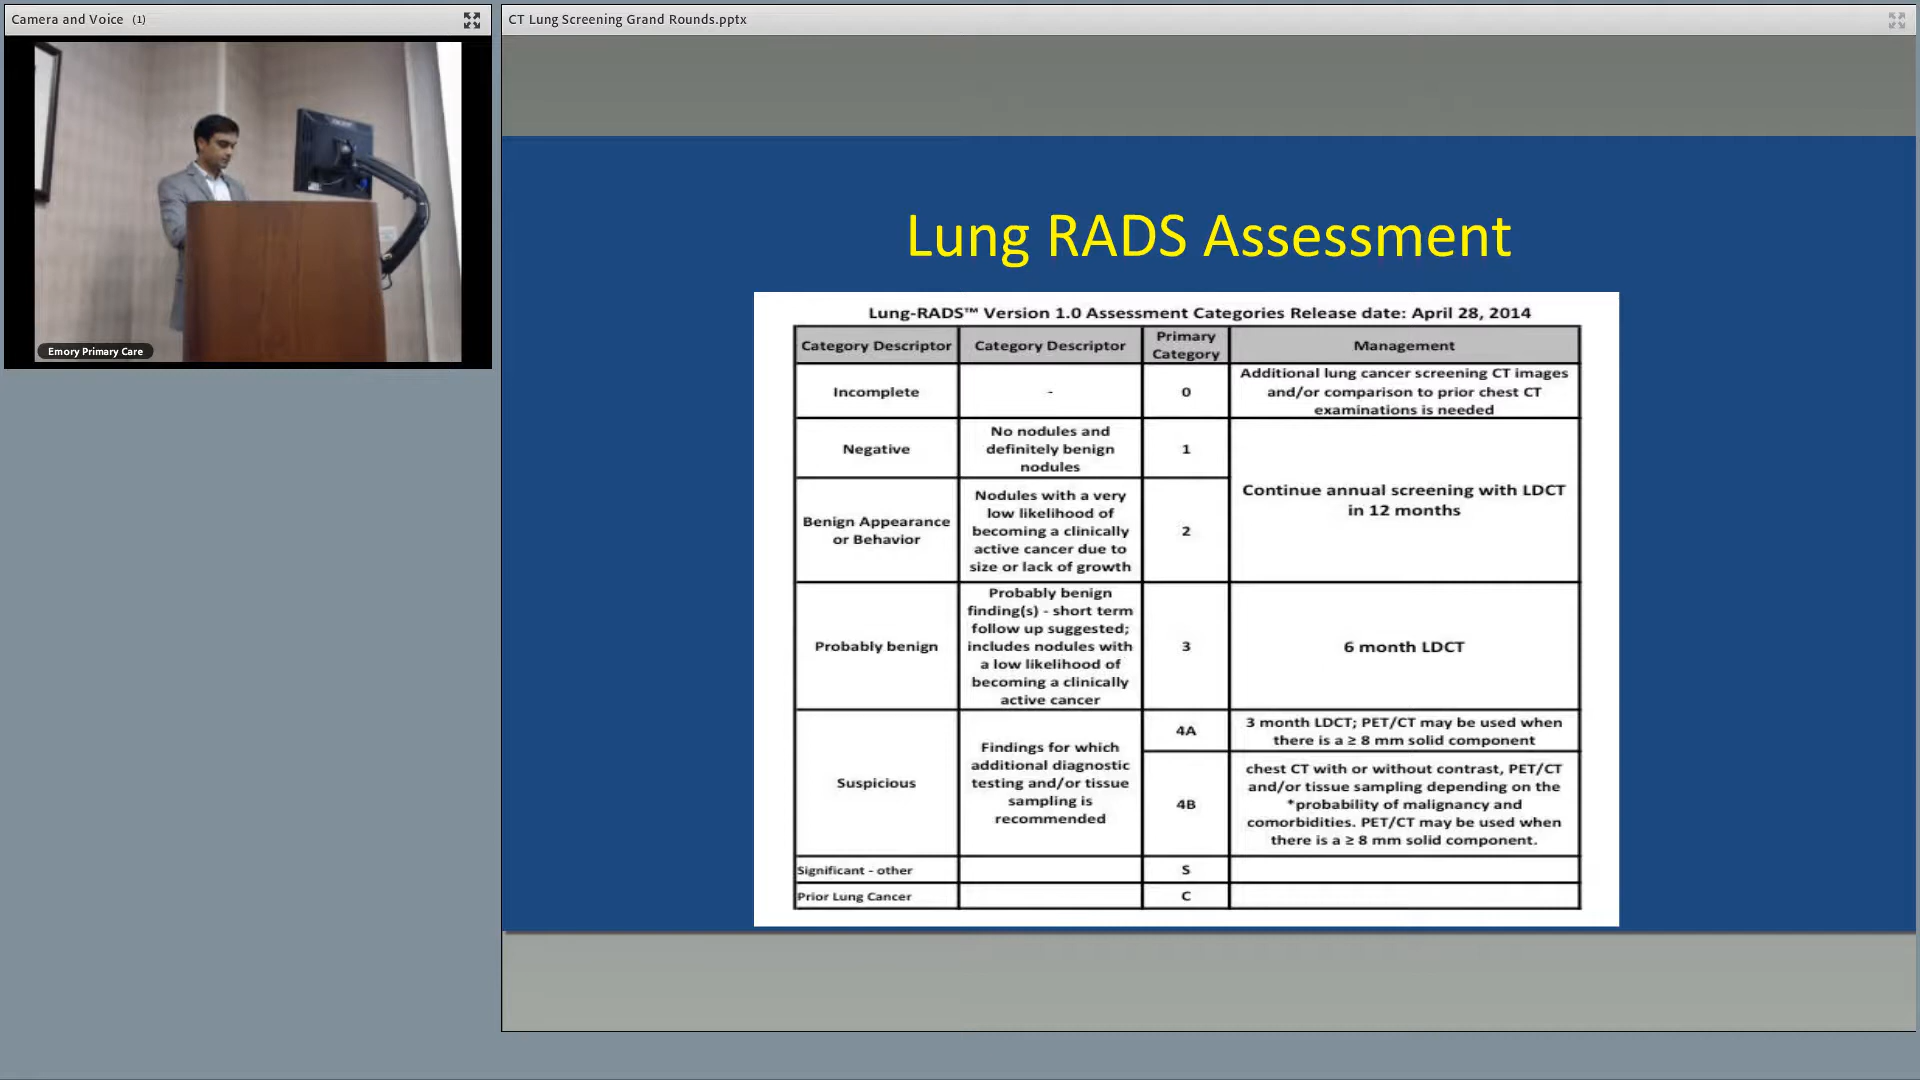 Camera and Voice (1)
CT Lung Screening Grand Rounds.pptx
Emory Primary Care
Lung RADS Assessment
Lung-RADS™ Version 1.0 Assessment Categories Release date: April 28, 2014
Category Descriptor
Category Descriptor
Primary
Category
Management
Incomplete
-
0
Additional lung cancer screening CT images
and/or comparison to prior chest CT
examinations is needed
Negative
No nodules and
definitely benign
nodules
1
Continue annual screening with LDCT
in 12 months
Benign Appearance
or Behavior
Nodules with a very
low likelihood of
becoming a clinically
active cancer due to
size or lack of growth
2
Probably benign
Probably benign
finding(s) - short term
follow up suggested;
includes nodules with
a low likelihood of
becoming a clinically
active cancer
3
6 month LDCT
Suspicious
Findings for which
additional diagnostic
testing and/or tissue
sampling is
recommended
4A
3 month LDCT; PET/CT may be used when
there is a ≥ 8 mm solid component
4B
chest CT with or without contrast, PET/CT
and/or tissue sampling depending on the
*probability of malignancy and
comorbidities. PET/CT may be used when
there is a ≥ 8 mm solid component.
Significant - other
S
Prior Lung Cancer
C